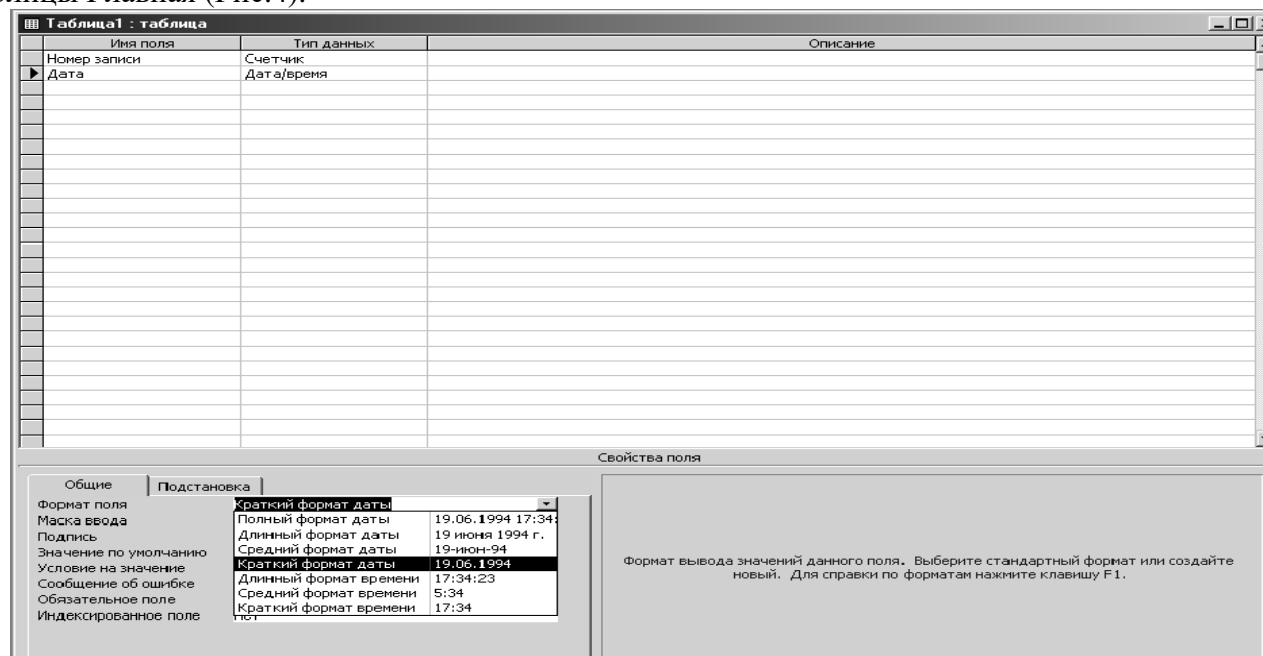 лицы Главная (Рис.4).
Таблица1 : таблица
Имя поля Тип данных Описание
Номер записи Счетчик
Дата Дата/время
Свойства поля
Общие Подстановка
Формат поля Краткий формат даты
Маска ввода Полный формат даты 19.06.1994 17:34:
Подпись Длинный формат даты 19 июня 1994 г.
Значение по умолчанию Средний формат даты 19-июн-94
Условие на значение Краткий формат даты 19.06.1994
Сообщение об ошибке Длинный формат времени 17:34:23
Обязательное поле Средний формат времени 5:34
Индексированное поле Краткий формат времени 17:34
Нет
Формат вывода значений данного поля. Выберите стандартный формат или создайте
новый. Для справки по форматам нажмите клавишу F1.